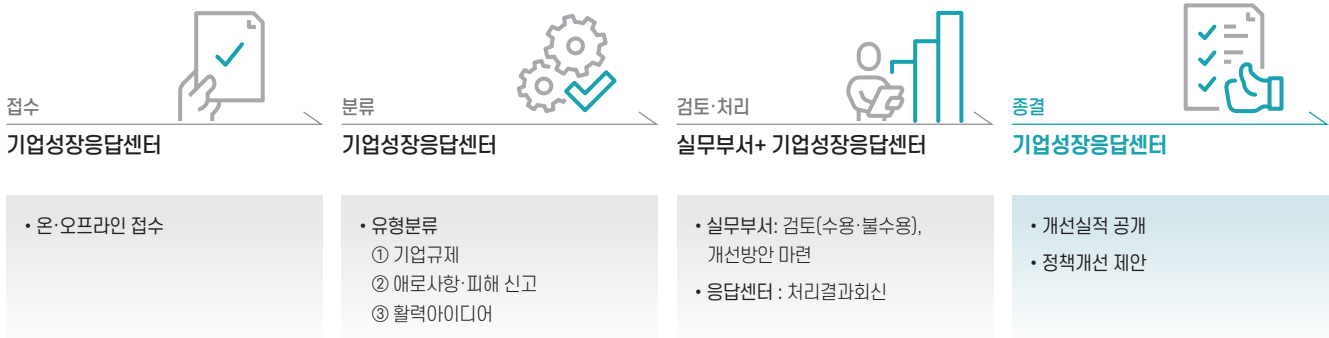 접수
기업성장응답센터
• 온·오프라인 접수
분류
기업성장응답센터
• 유형분류
① 기업규제
② 애로사항·피해 신고
③ 활력아이디어
검토·처리
실무부서+ 기업성장응답센터
• 실무부서: 검토(수용·불수용),
개선방안 마련
• 응답센터 : 처리결과회신
종결
기업성장응답센터
• 개선실적 공개
• 정책개선 제안